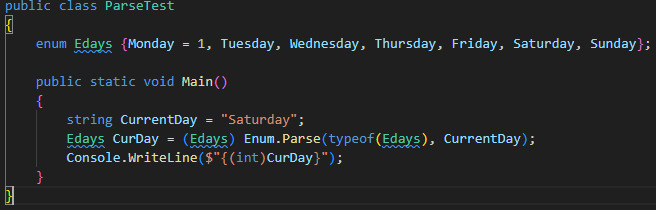 public class ParseTest
{
    enum Edays {Monday = 1, Tuesday, Wednesday, Thursday, Friday, Saturday, Sunday};
    public static void Main()
    {
        string CurrentDay = "Saturday";
        Edays CurDay = (Edays) Enum.Parse(typeof(Edays), CurrentDay);
        Console.WriteLine($"{(int)CurDay}");
    }
}